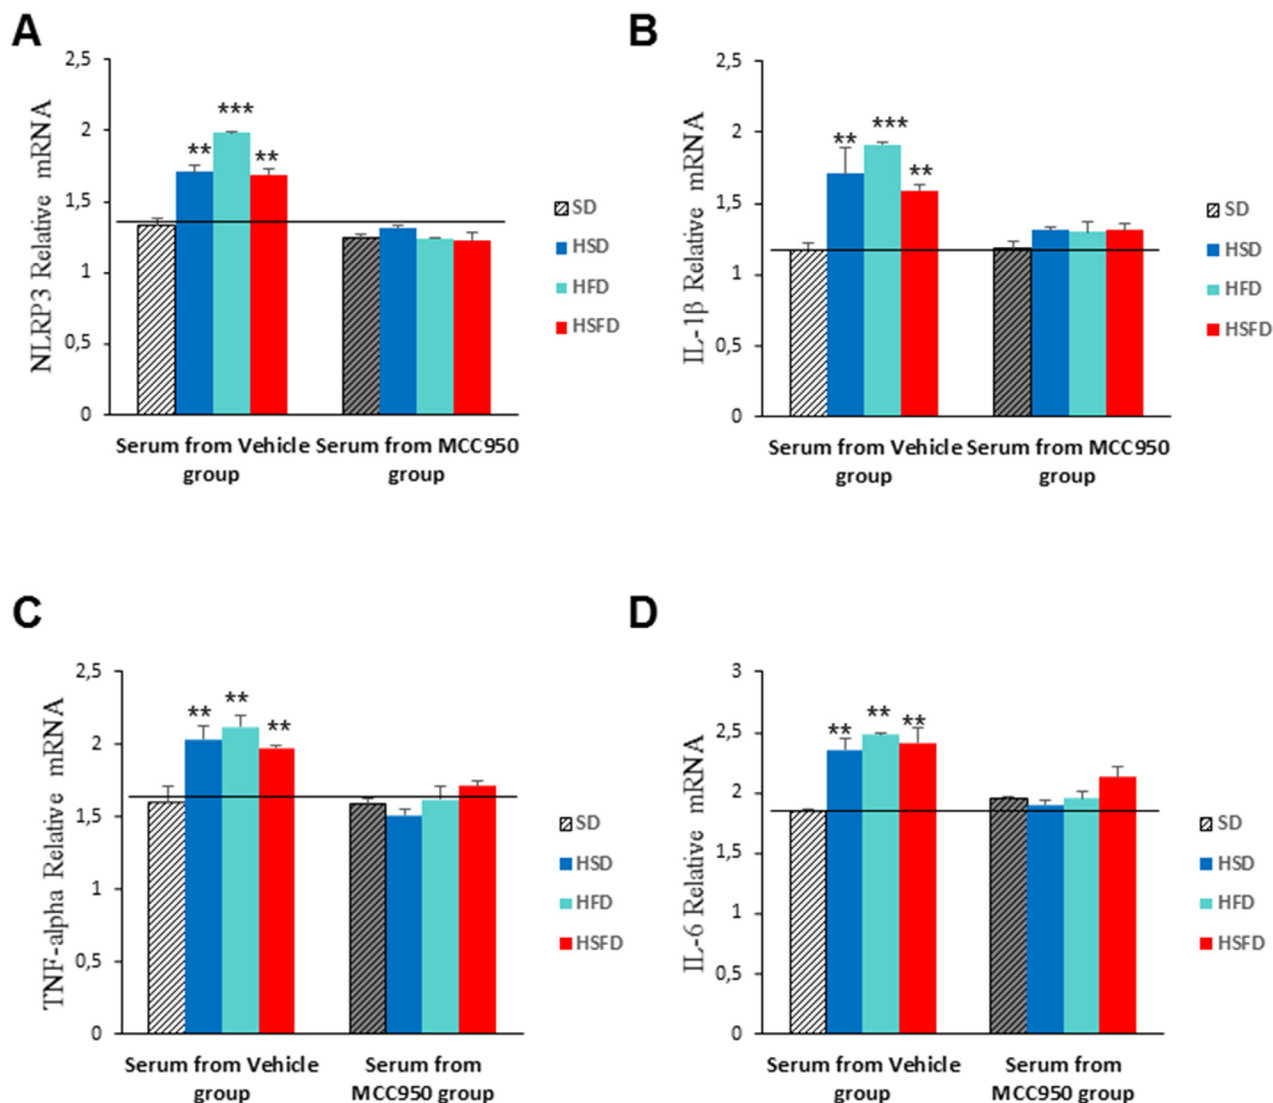 A
NLRP3 Relative mRNA
2,5
2
1,5
1
0,5
0
**
***
**
Serum from Vehicle group
Serum from MCC950 group
SD
HSD
HFD
HSFD
B
IL-1β Relative mRNA
2,5
2
1,5
1
0,5
0
**
***
**
Serum from Vehicle group
Serum from MCC950 group
SD
HSD
HFD
HSFD
C
TNF-alpha Relative mRNA
2,5
2
1,5
1
0,5
0
**
**
**
Serum from Vehicle group
Serum from MCC950 group
SD
HSD
HFD
HSFD
D
IL-6 Relative mRNA
3
2,5
2
1,5
1
0,5
0
**
**
**
Serum from Vehicle group
Serum from MCC950 group
SD
HSD
HFD
HSFD